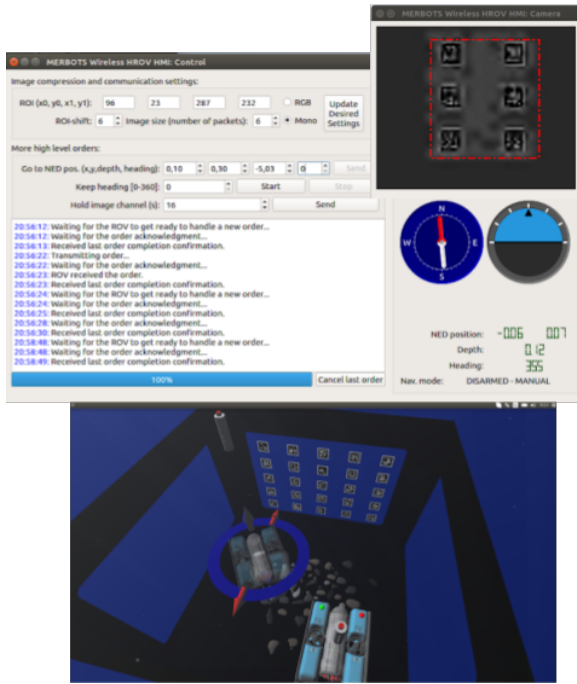 MERBOTS Wireless HROV HMI: Camera
MERBOTS Wireless HROV HMI: Control
Image compression and communication settings:
ROI (x0, y0, x1, y1): 96 23 287 232 RGB
Update Desired Settings
ROI-shift: 6 Image size (number of packets): 6 Mono
More high level orders:
Go to NED pos. (x,y,depth, heading): 0,10 0,30 -5,03 0 Send
Keep heading [0-360]: 0 Start Stop
Hold image channel (s): 16 Send
20:56:12: Waiting for the ROV to get ready to handle a new order...
20:56:12: Waiting for the order acknowledgment...
20:56:13: Received last order completion confirmation.
20:56:22: Transmitting order...
20:56:22: Waiting for the order acknowledgment...
20:56:23: ROV received the order.
20:56:23: Received last order completion confirmation.
20:56:24: Waiting for the ROV to get ready to handle a new order...
20:56:24: Waiting for the order acknowledgment...
20:56:25: Received last order completion confirmation.
20:56:28: Waiting for the order acknowledgment...
20:56:30: Received last order completion confirmation.
20:58:48: Waiting for the ROV to get ready to handle a new order...
20:58:48: Waiting for the order acknowledgment...
20:58:49: Received last order completion confirmation.
100%
Cancel last order
N
W E
S
NED position: -0.06 0.07
Depth: 0.12
Heading: 355
Nav. mode: DISARMED - MANUAL